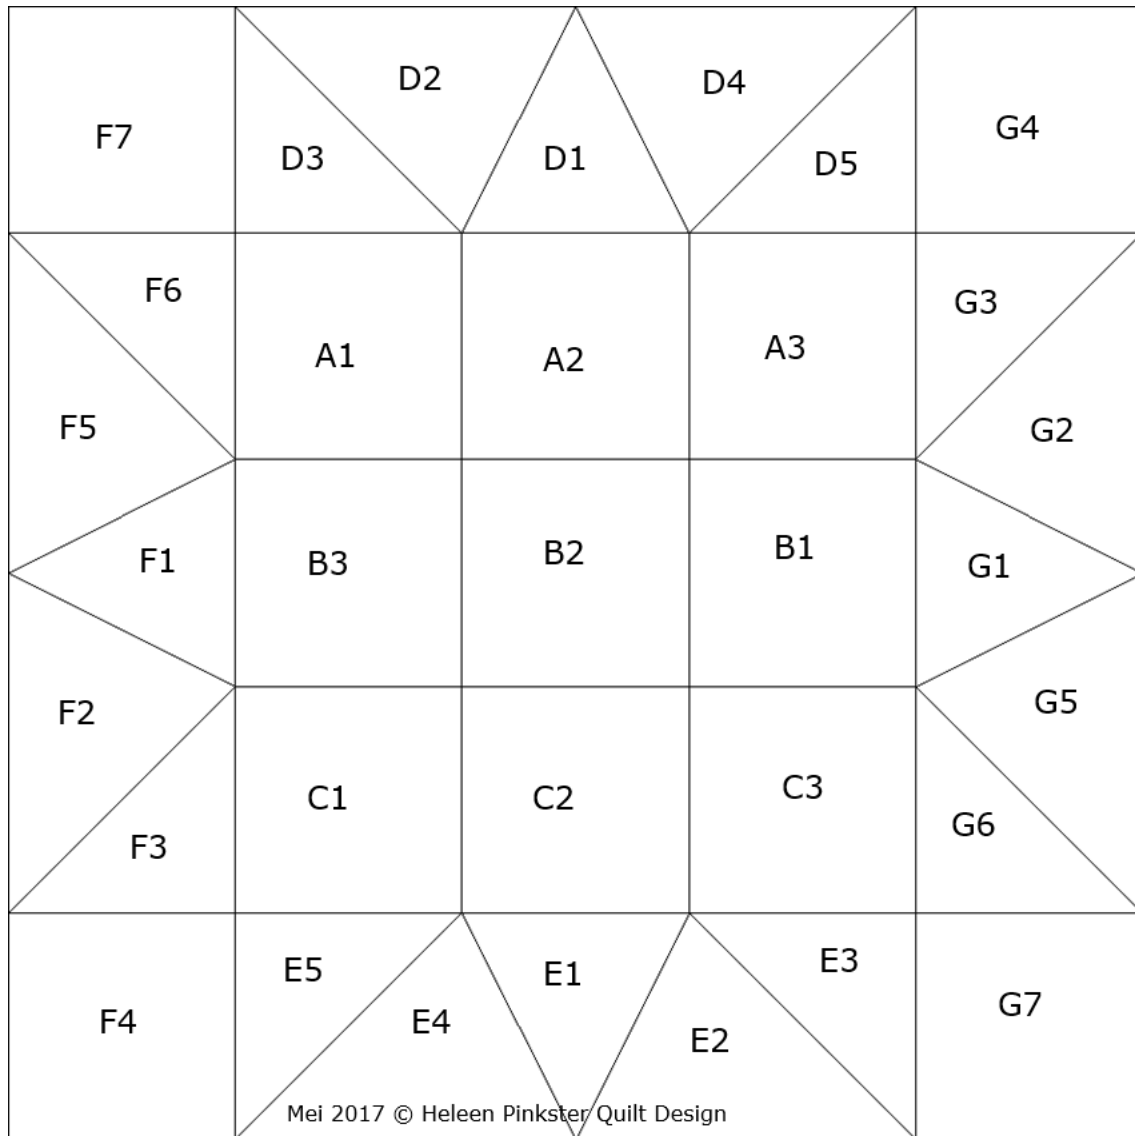 D2
D4
F7
G4
D3
D1
D5
F6
G3
A1
A2
A3
F5
G2
F1
B3
B2
B1
G1
F2
G5
C1
C2
C3
F3
G6
E5
E1
E3
F4
E4
E2
G7
Mei 2017 © Heleen Pinkster Quilt Design